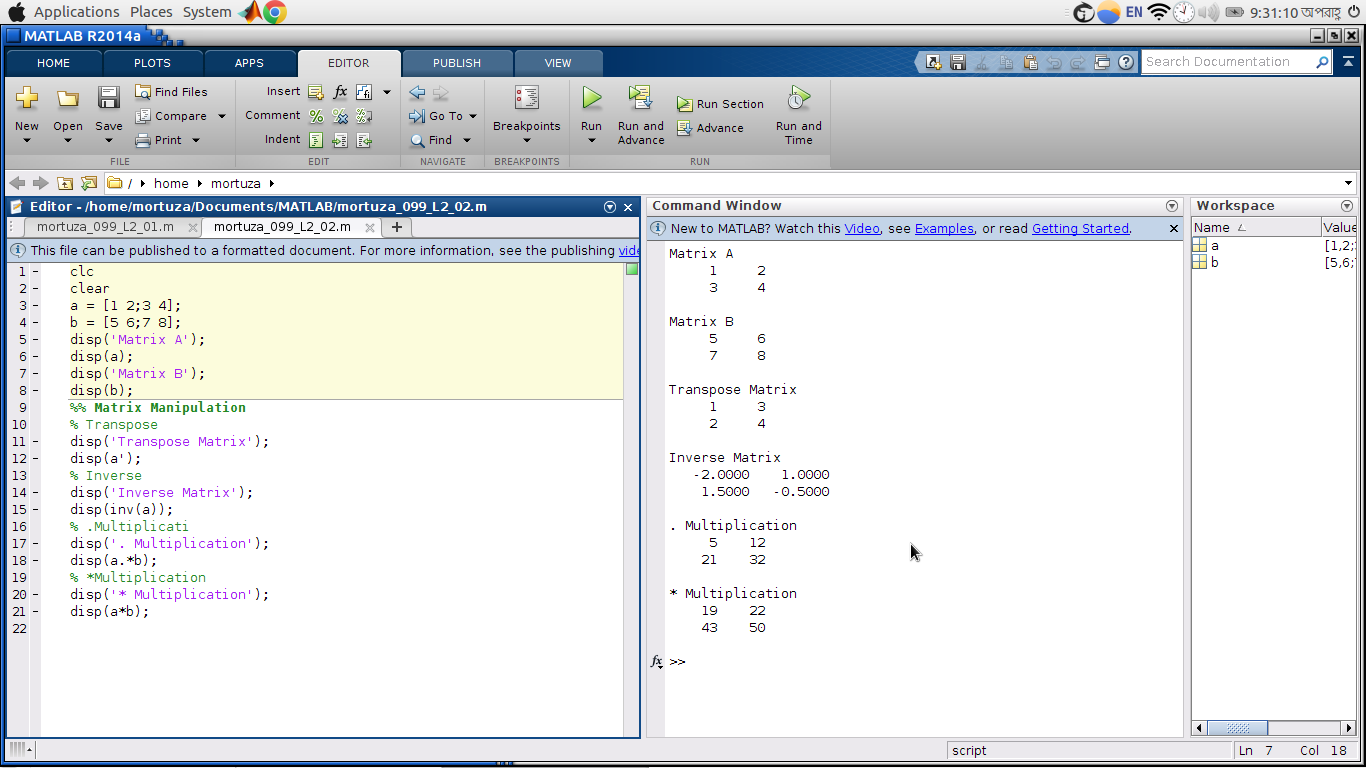 Applications Places System EN 9:31:10 অপরাহ্ণ
MATLAB R2014a
HOME PLOTS APPS EDITOR PUBLISH VIEW Search Documentation
New Open Save Find Files Compare Print
FILE
Insert fx
Comment
Indent
EDIT
Go To
Find
NAVIGATE
Breakpoints
BREAKPOINTS
Run Run and Advance Run Section Advance Run and Time
RUN
/ home mortuza
Editor - /home/mortuza/Documents/MATLAB/mortuza_099_L2_02.m
mortuza_099_L2_01.m mortuza_099_L2_02.m
This file can be published to a formatted document. For more information, see the publishing vide
1 - clc
2 - clear
3 - a = [1 2;3 4];
4 - b = [5 6;7 8];
5 - disp('Matrix A');
6 - disp(a);
7 - disp('Matrix B');
8 - disp(b);
9 %% Matrix Manipulation
10 % Transpose
11 - disp('Transpose Matrix');
12 - disp(a');
13 % Inverse
14 - disp('Inverse Matrix');
15 - disp(inv(a));
16 % .Multiplicati
17 - disp('. Multiplication');
18 - disp(a.*b);
19 % *Multiplication
20 - disp('* Multiplication');
21 - disp(a*b);
22
Command Window
New to MATLAB? Watch this Video, see Examples, or read Getting Started.
Matrix A
1 2
3 4
Matrix B
5 6
7 8
Transpose Matrix
1 3
2 4
Inverse Matrix
-2.0000 1.0000
1.5000 -0.5000
. Multiplication
5 12
21 32
* Multiplication
19 22
43 50
fx >>
Workspace
Name Value
a [1,2;
b [5,6;
script Ln 7 Col 18